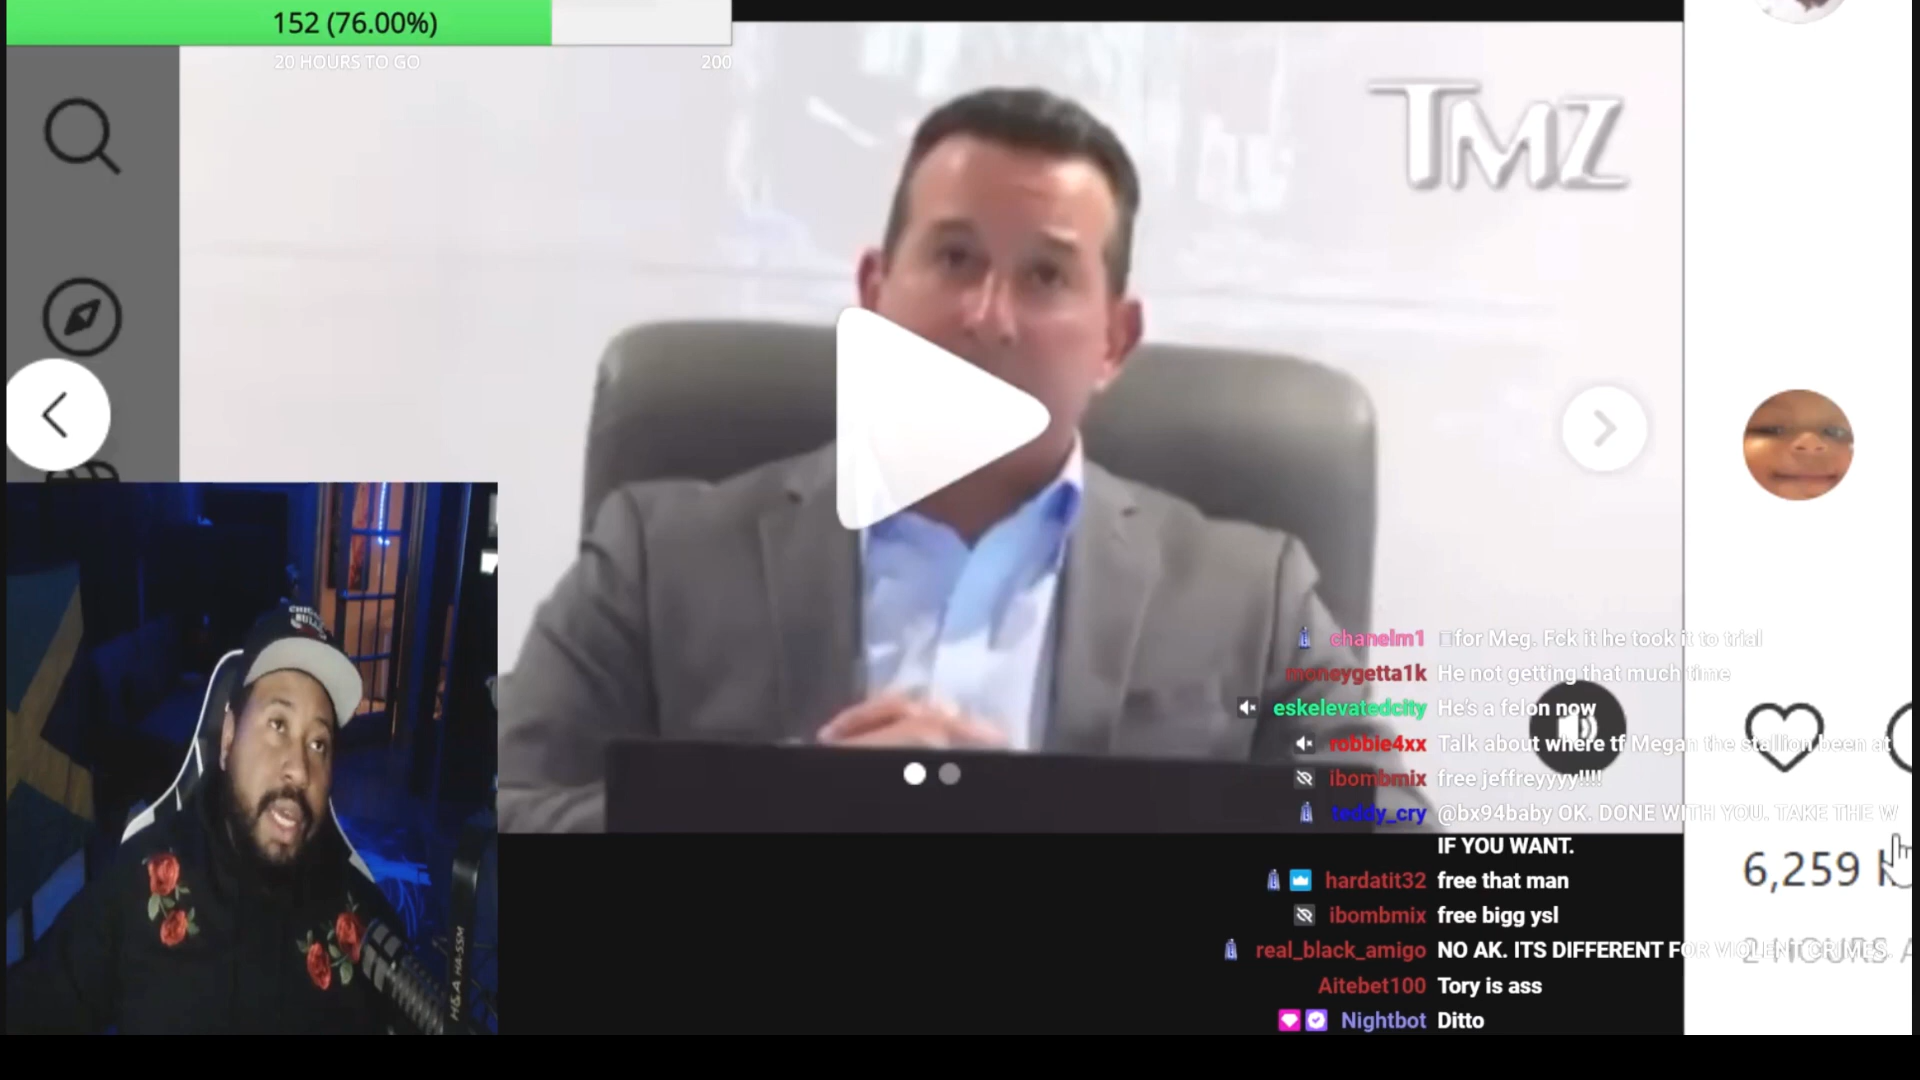 152 (76.00%)
20 HOURS TO GO
200
TMZ
CHICAGO
BULLS
chanelm1 for Meg. Fck it he took it to trial
moneygetta1k He not getting that much time
eskelevatedcity He's a felon now
robbie4xx Talk about where tf Megan the stallion been at
ibombmix free jeffreyyyy!!!!
teddy_cry @bx94baby OK. DONE WITH YOU. TAKE THE W
IF YOU WANT.
6,259
hardatit32 free that man
ibombmix free bigg ysl
real_black_amigo NO AK. ITS DIFFERENT FOR VIOLENT CRIMES.
2 HOURS A
Aitebet100 Tory is ass
Nightbot Ditto